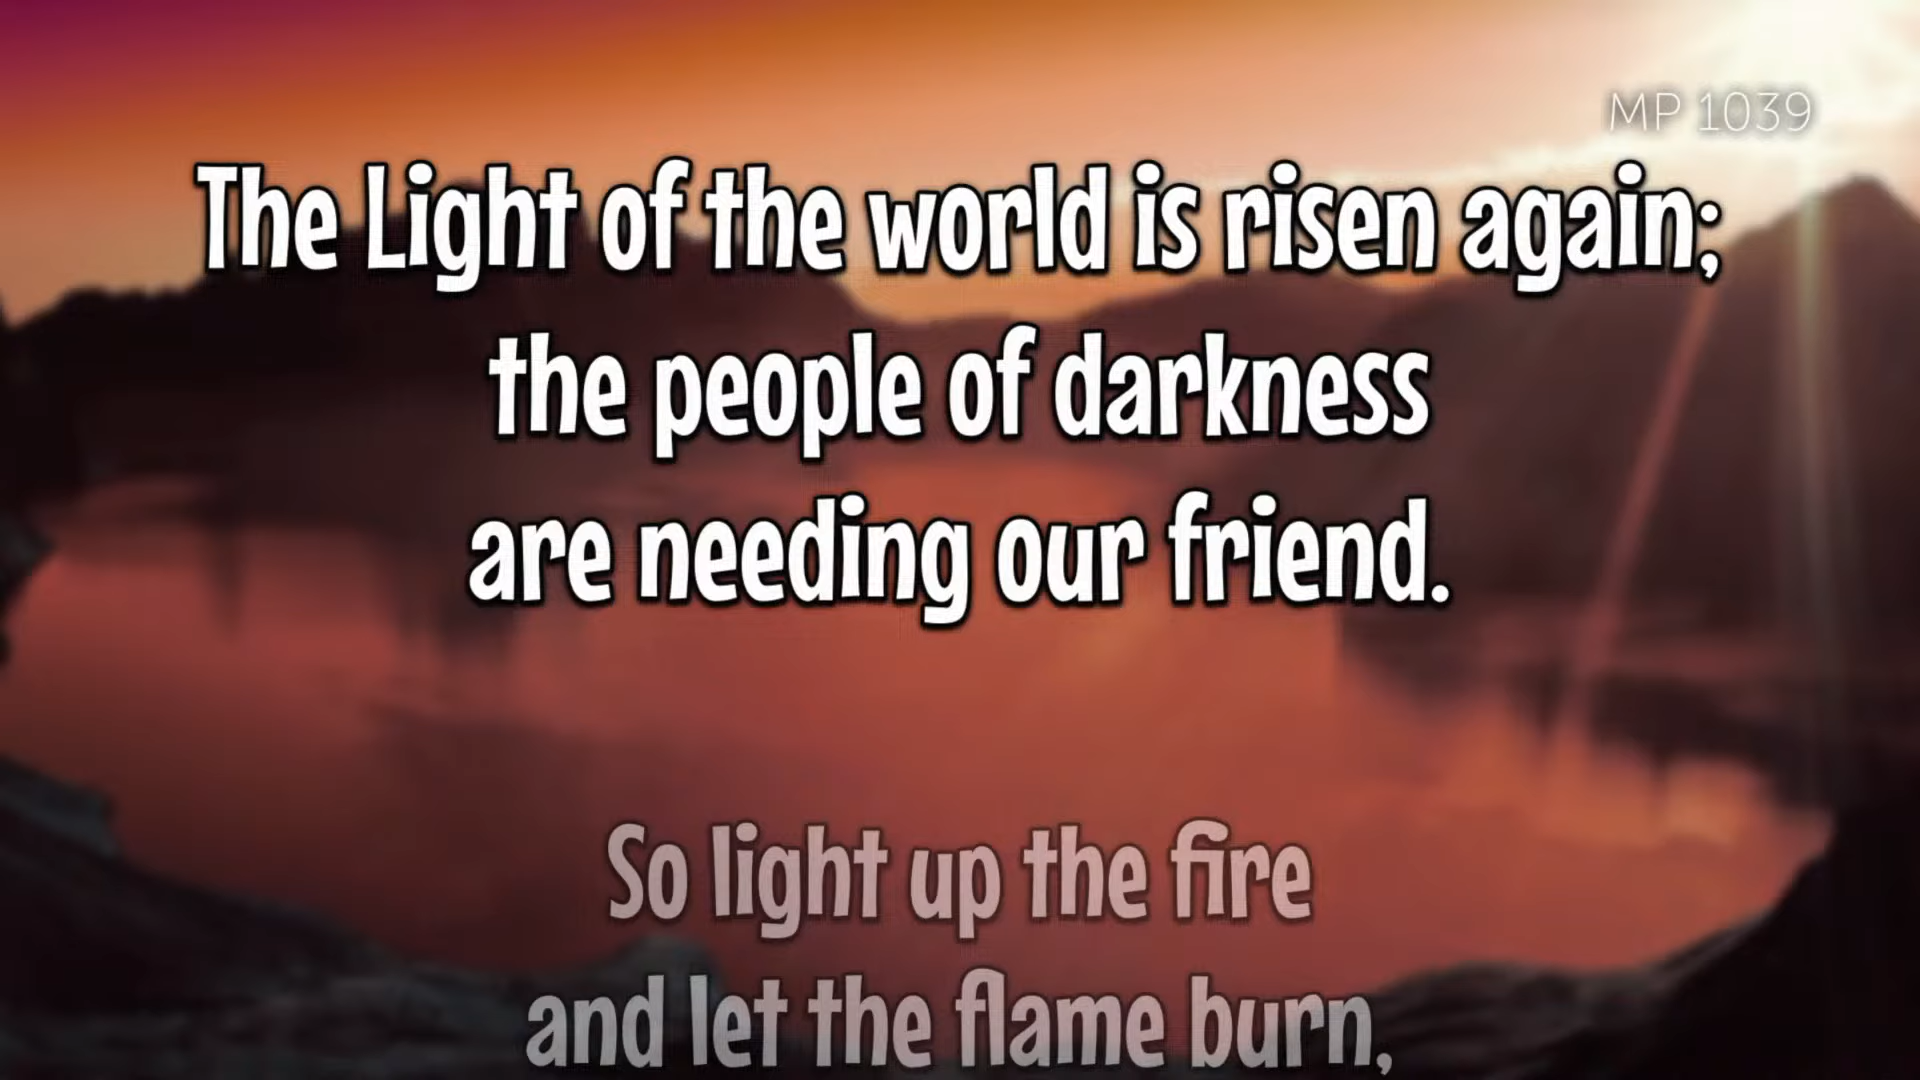 MP 1039
The Light of the world is risen again;
the people of darkness
are needing our friend.
So light up the fire
and let the flame burn,